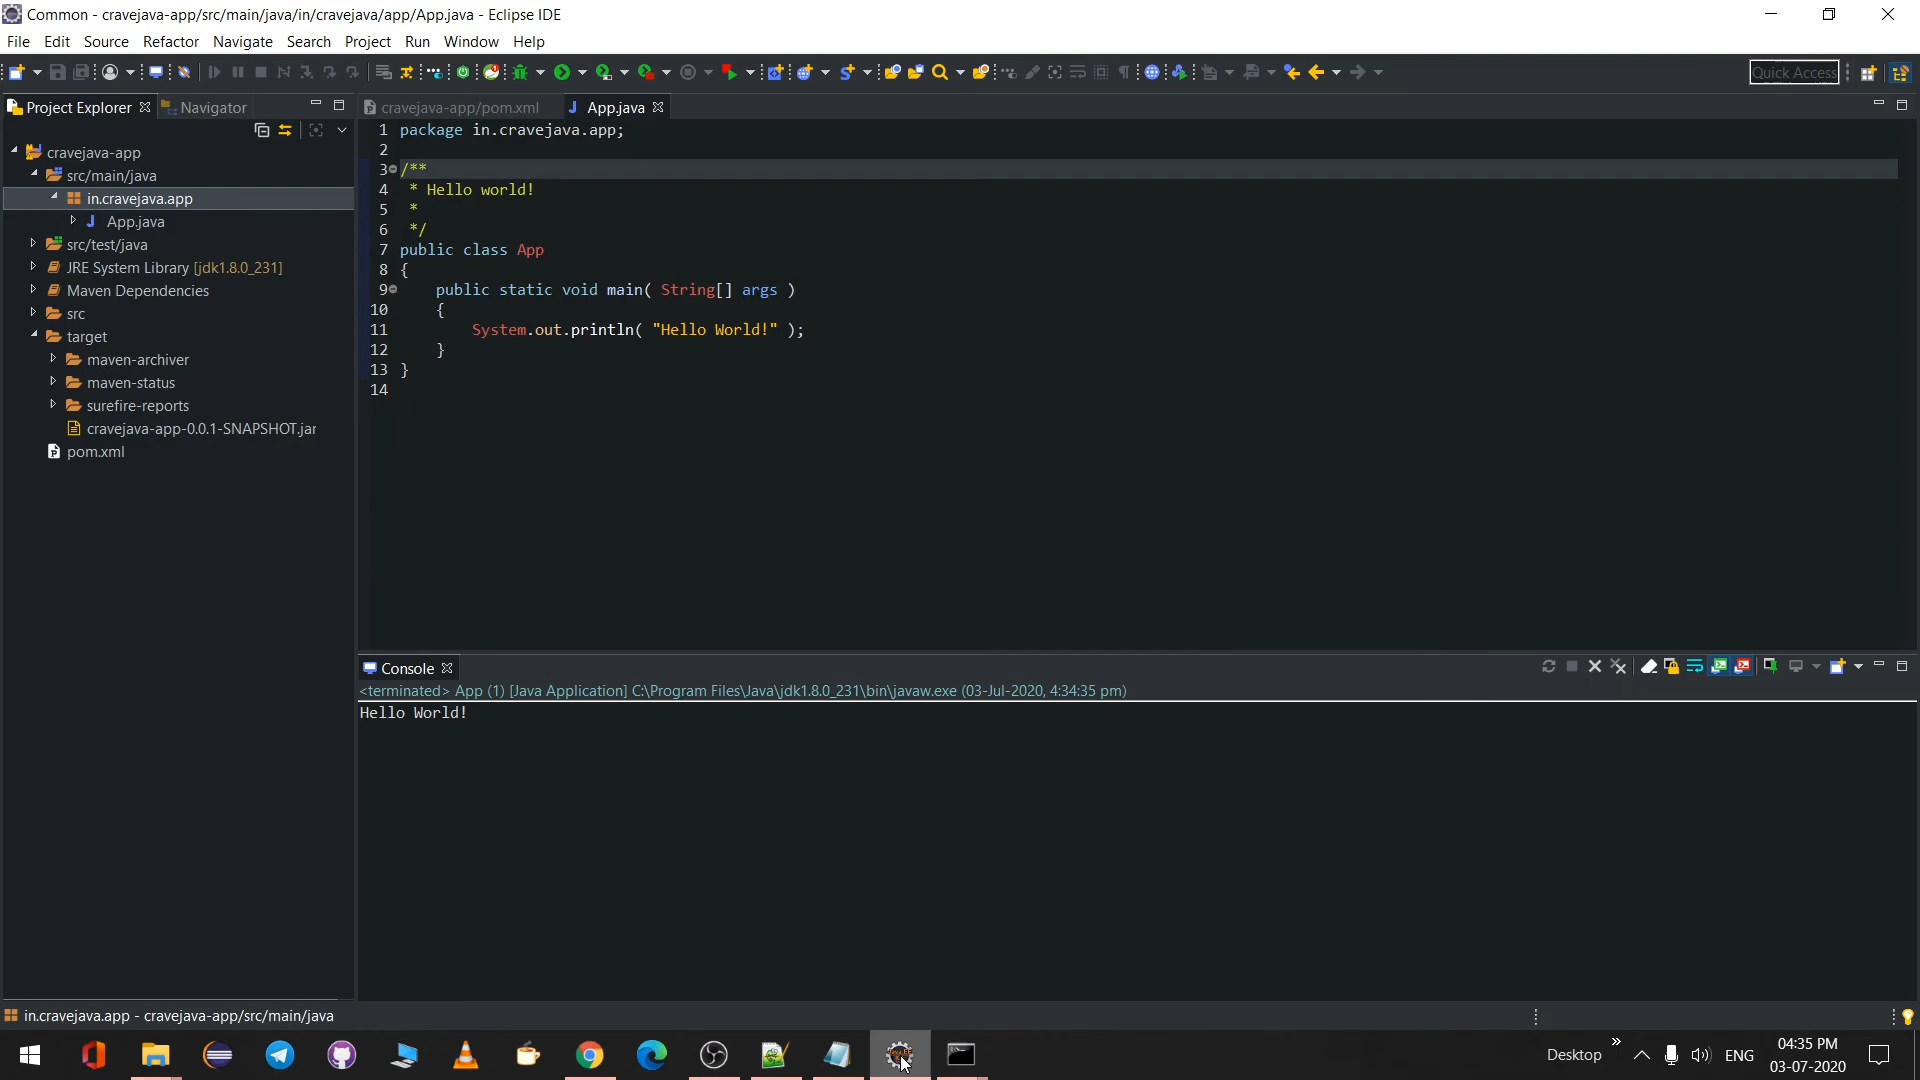 Common - cravejava-app/src/main/java/in/cravejava/app/App.java - Eclipse IDE
File Edit Source Refactor Navigate Search Project Run Window Help
Quick Access
Project Explorer Navigator
cravejava-app/pom.xml App.java
cravejava-app
src/main/java
in.cravejava.app
App.java
src/test/java
JRE System Library [jdk1.8.0_231]
Maven Dependencies
src
target
maven-archiver
maven-status
surefire-reports
cravejava-app-0.0.1-SNAPSHOT.jar
pom.xml
1 package in.cravejava.app;
2
3 /**
4 * Hello world!
5 *
6 */
7 public class App
8 {
9 public static void main( String[] args )
10 {
11 System.out.println( "Hello World!" );
12 }
13 }
14
Console
<terminated> App (1) [Java Application] C:\Program Files\Java\jdk1.8.0_231\bin\javaw.exe (03-Jul-2020, 4:34:35 pm)
Hello World!
in.cravejava.app - cravejava-app/src/main/java
Desktop » ENG 04:35 PM
03-07-2020